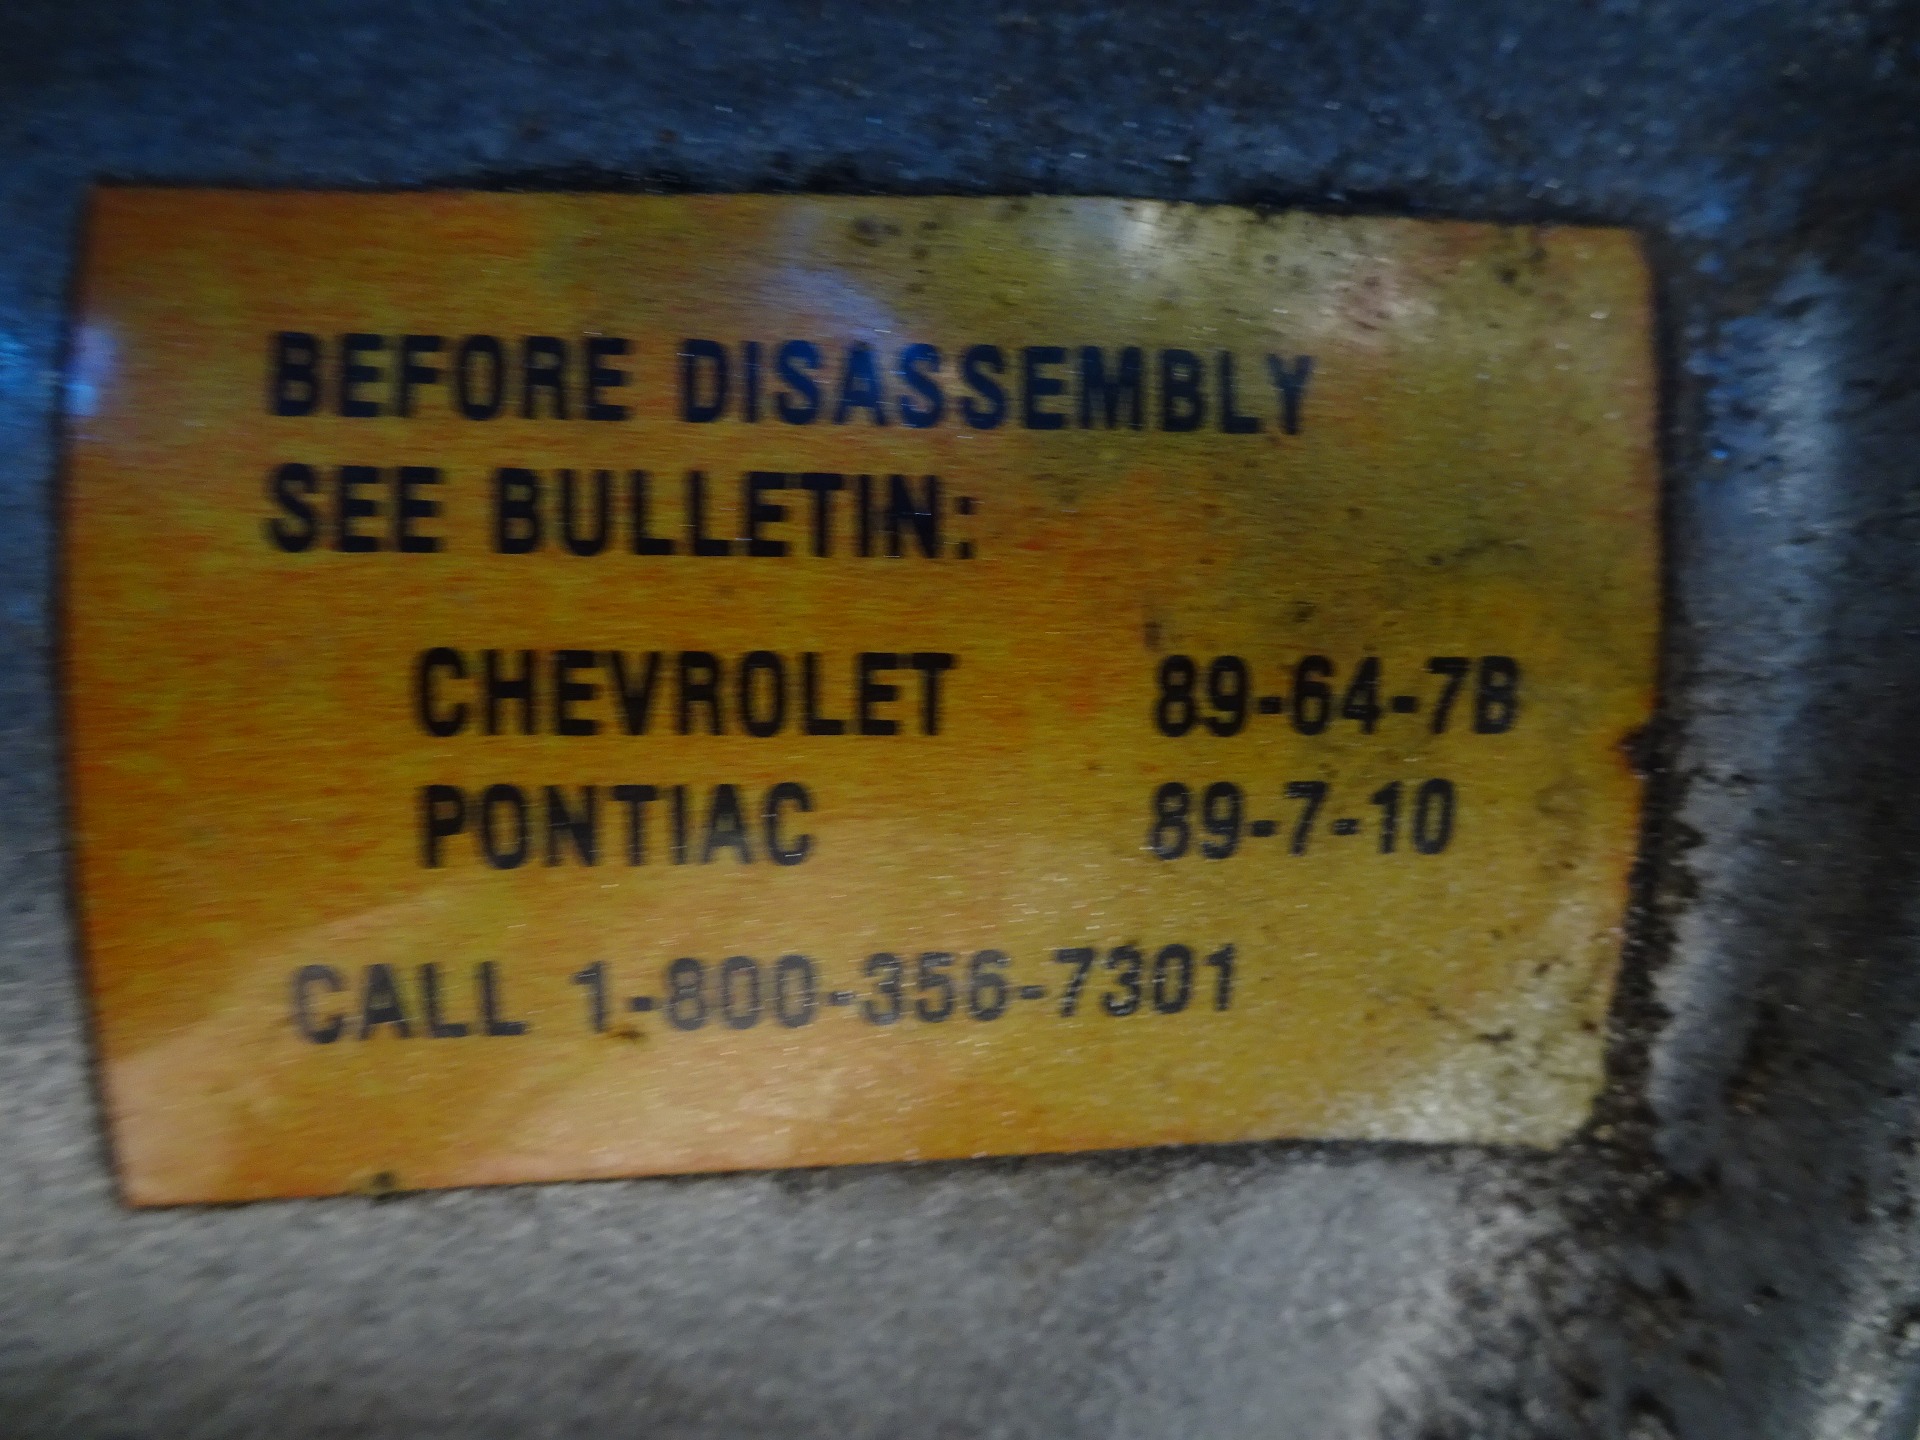 BEFORE DISASSEMBLY
SEE BULLETIN:
CHEVROLET 89-64-7B
PONTIAC 89-7-10
CALL 1-800-356-7301